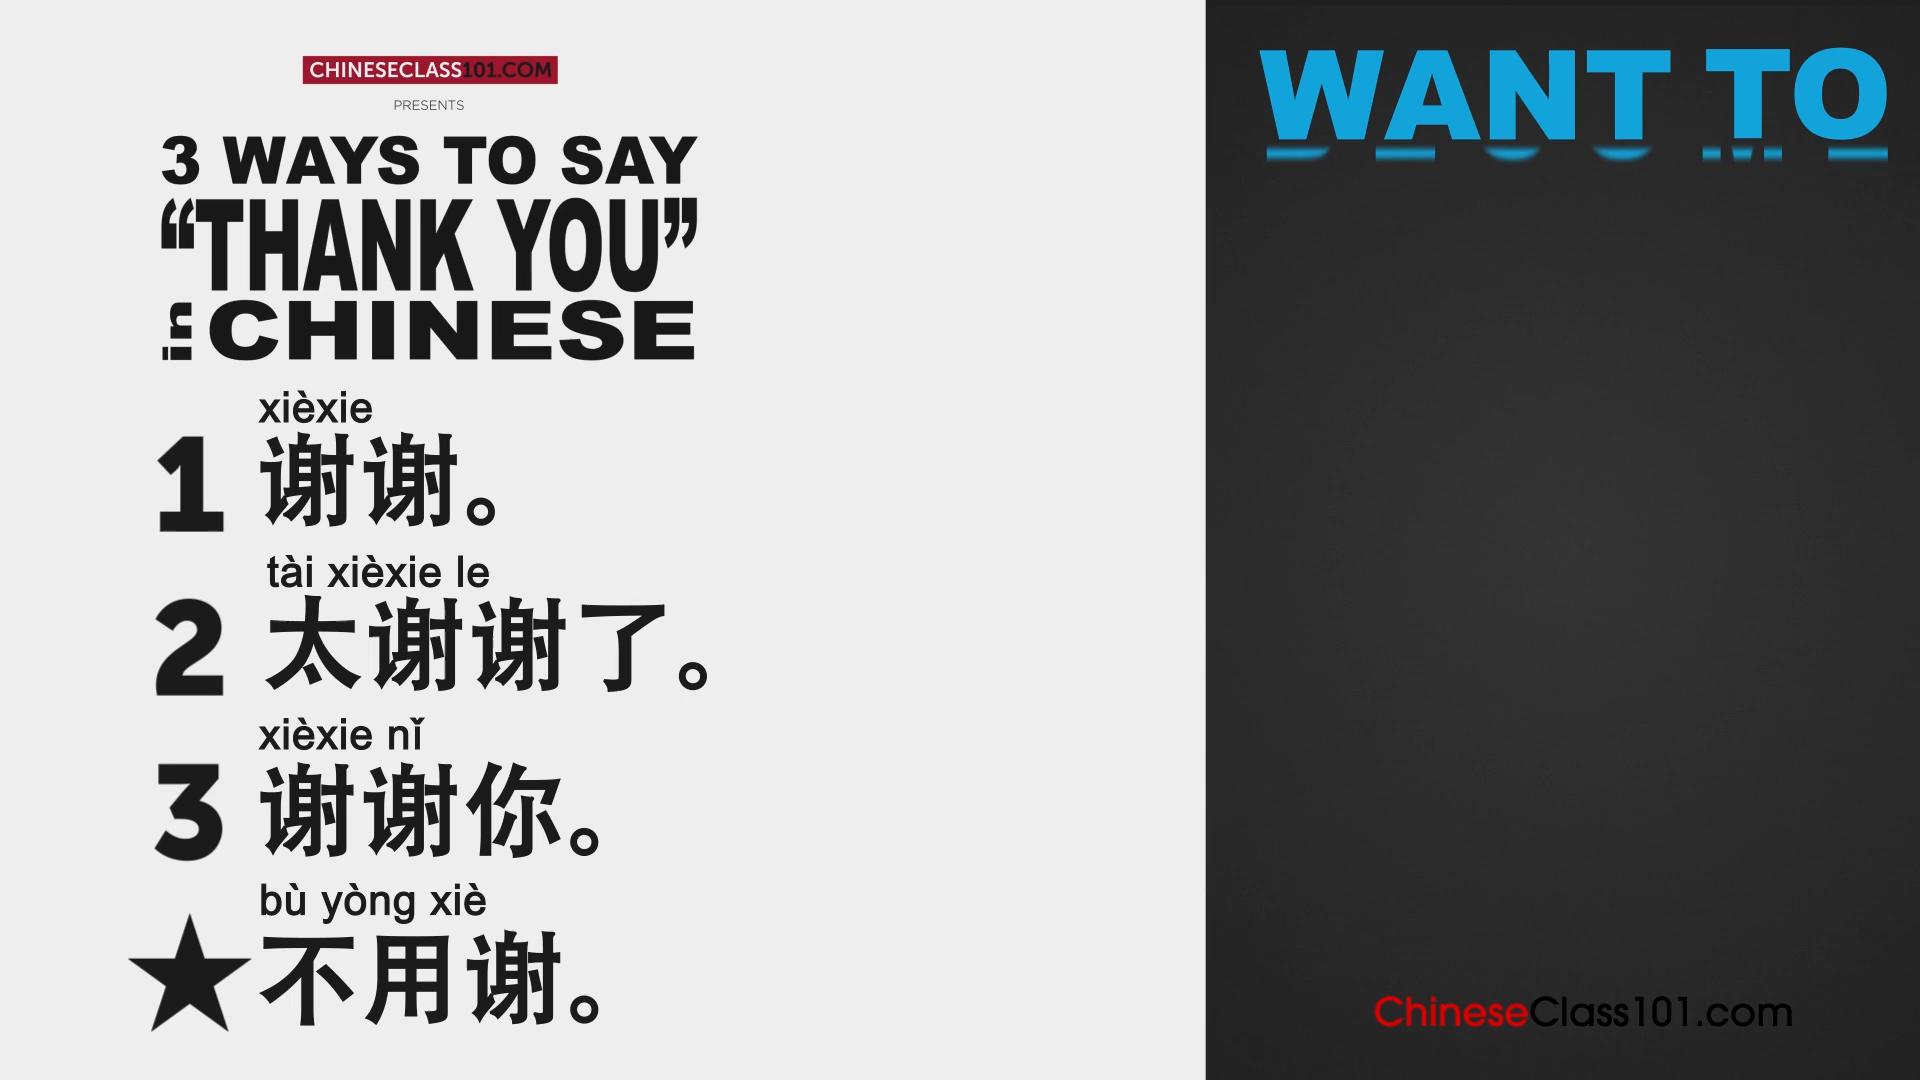 CHINESECLASS101.COM
PRESENTS
3 WAYS TO SAY
“THANK YOU”
in CHINESE
xièxie
1 谢谢。
tài xièxie le
2 太谢谢了。
xièxie nǐ
3 谢谢你。
bù yòng xiè
★ 不用谢。
WANT TO
ChineseClass101.com